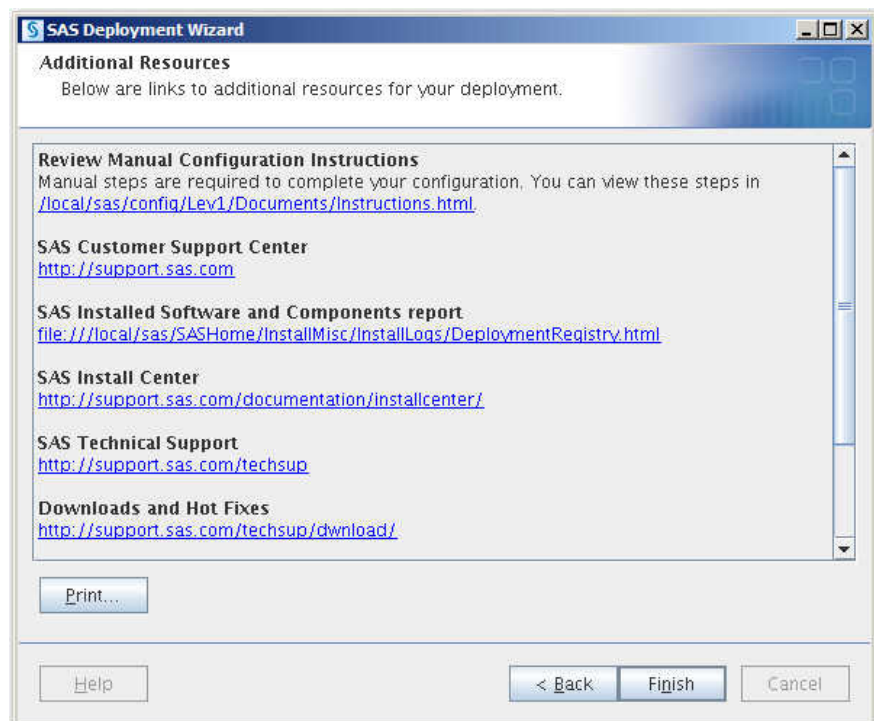 SAS Deployment Wizard
Additional Resources
Below are links to additional resources for your deployment.
Review Manual Configuration Instructions
Manual steps are required to complete your configuration. You can view these steps in
/local/sas/config/Lev1/Documents/Instructions.html.
SAS Customer Support Center
http://support.sas.com
SAS Installed Software and Components report
file:///local/sas/SASHome/InstallMisc/InstallLogs/DeploymentRegistry.html
SAS Install Center
http://support.sas.com/documentation/installcenter/
SAS Technical Support
http://support.sas.com/techsup
Downloads and Hot Fixes
http://support.sas.com/techsup/dwnload/
Print...
Help
< Back
Finish
Cancel